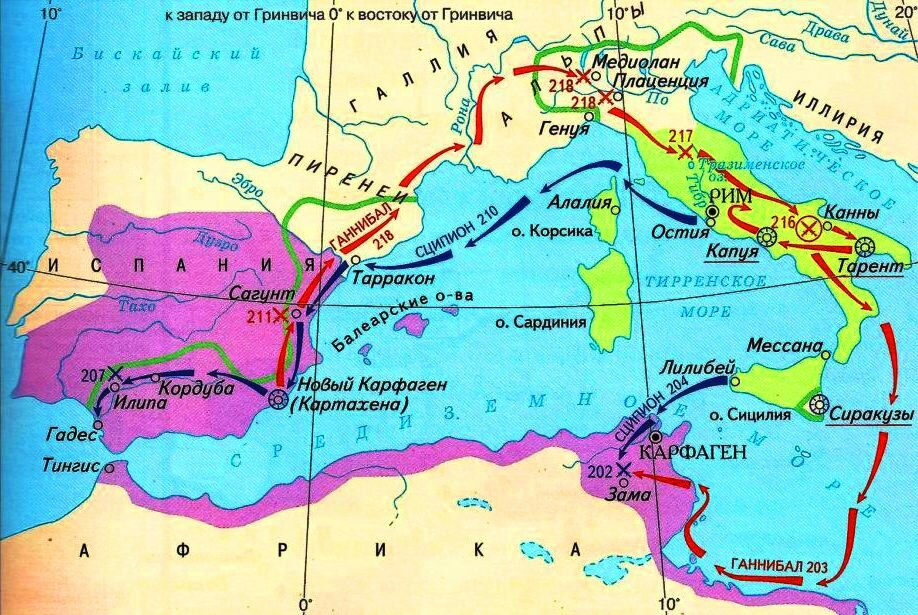 10° к западу от Гринвича 0° к востоку от Гринвича 10° 20°
Бискайский
залив
ГАЛЛИЯ
АЛЬПЫ
Рона
Драва
Сава
Дунай
Медиолан
218
Плаценция
218
По
Генуя
ИЛЛИРИЯ
АДРИАТИЧЕСКОЕ
МОРЕ
ПИРЕНЕИ
Эбро
217
Тразименское
оз.
Тибр
РИМ
Остия
216
Канны
Капуя
Тарент
Алалия
о. Корсика
ГАННИБАЛ
218
СЦИПИОН 210
Дуэро
40°
ИСПАНИЯ
Тарракон
Тахо
Сагунт
211
Балеарские о-ва
о. Сардиния
ТИРРЕНСКОЕ
МОРЕ
Мессана
Лилибей
о. Сицилия
Сиракузы
207
Кордуба
Илипа
Новый Карфаген
(Картахена)
Гадес
Тингис
СРЕДИЗЕМНОЕ МОРЕ
СЦИПИОН 204
КАРФАГЕН
202
Зама
АФРИКА
ГАННИБАЛ 203
0° 10°